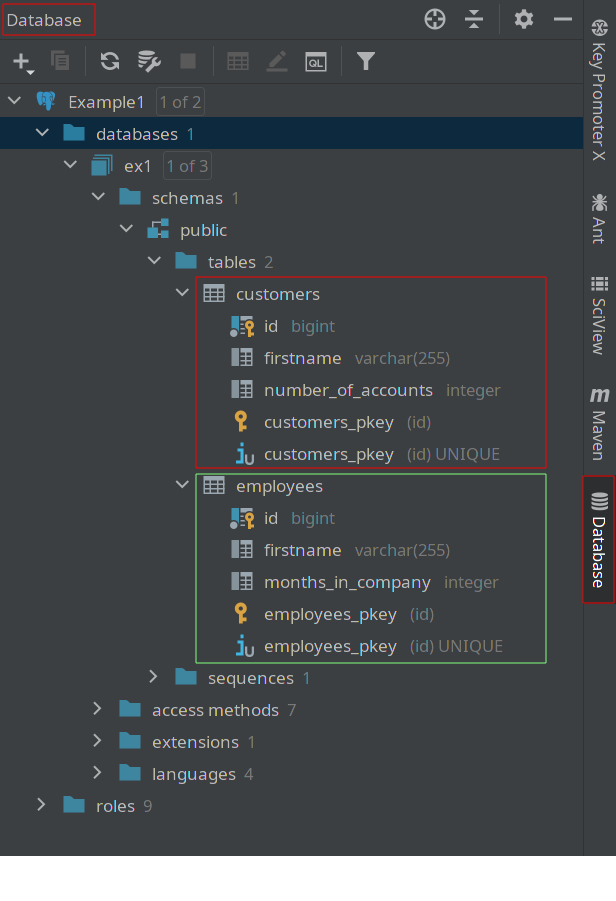 Database
QL
Example1 1 of 2
databases 1
ex1 1 of 3
schemas 1
public
tables 2
customers
id bigint
firstname varchar(255)
number_of_accounts integer
customers_pkey (id)
customers_pkey (id) UNIQUE
employees
id bigint
firstname varchar(255)
months_in_company integer
employees_pkey (id)
employees_pkey (id) UNIQUE
sequences 1
access methods 7
extensions 1
languages 4
roles 9
Key Promoter X
Ant
SciView
m
Maven
Database